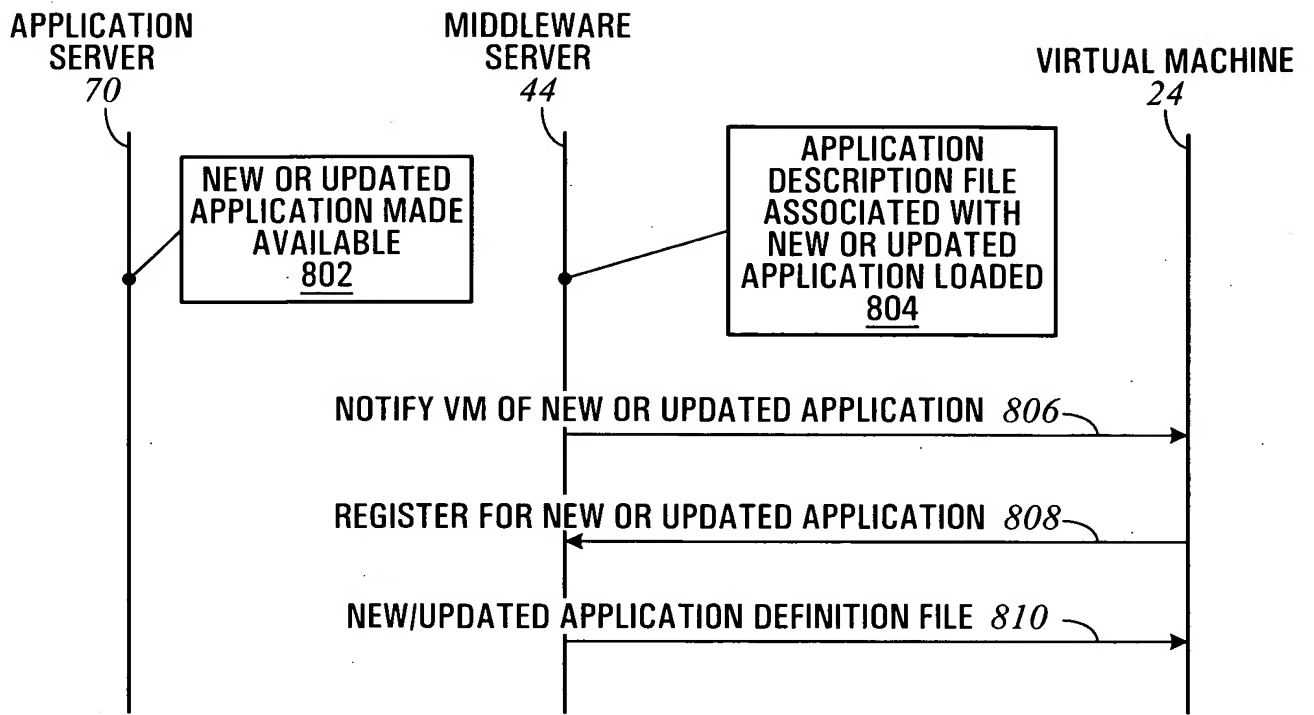 APPLICATION
SERVER
70
MIDDLEWARE
SERVER
44
VIRTUAL MACHINE
24
NEW OR UPDATED
APPLICATION MADE
AVAILABLE
802
APPLICATION
DESCRIPTION FILE
ASSOCIATED WITH
NEW OR UPDATED
APPLICATION LOADED
804
NOTIFY VM OF NEW OR UPDATED APPLICATION 806
REGISTER FOR NEW OR UPDATED APPLICATION 808
NEW/UPDATED APPLICATION DEFINITION FILE 810